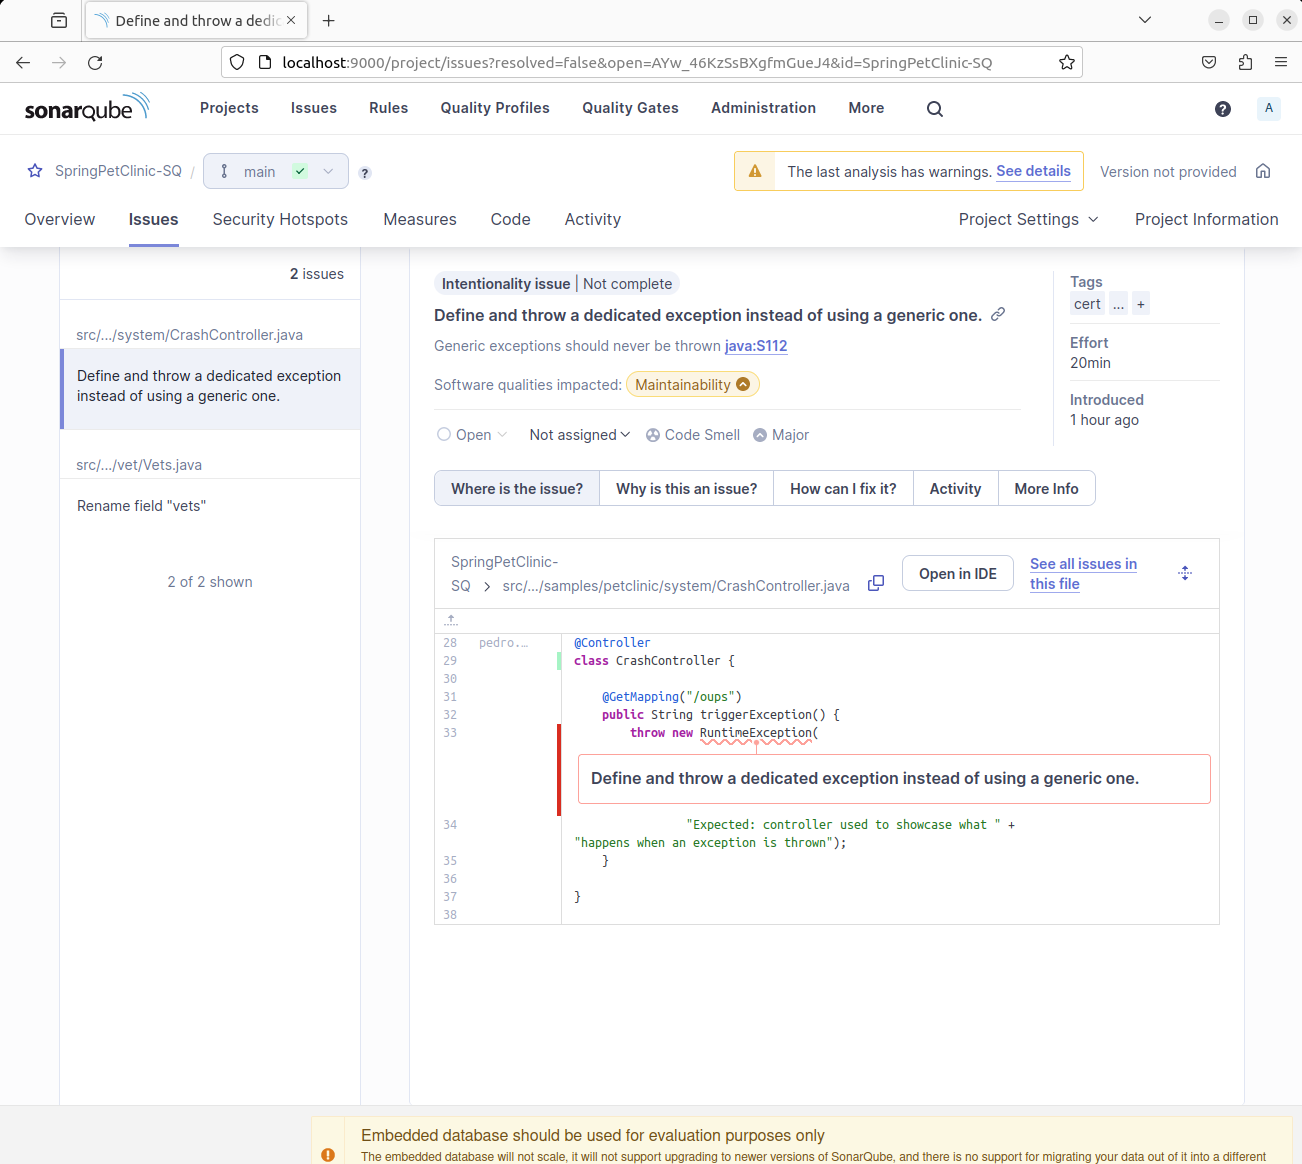 Define and throw a dedic
localhost:9000/project/issues?resolved=false&open=AYw_46KzSsBXgfmGueJ4&id=SpringPetClinic-SQ
sonarqube Projects Issues Rules Quality Profiles Quality Gates Administration More ? A
SpringPetClinic-SQ / main ? The last analysis has warnings. See details Version not provided
Overview Issues Security Hotspots Measures Code Activity Project Settings Project Information
2 issues
src/.../system/CrashController.java
Define and throw a dedicated exception
instead of using a generic one.
src/.../vet/Vets.java
Rename field "vets"
2 of 2 shown
Intentionality issue | Not complete
Define and throw a dedicated exception instead of using a generic one.
Generic exceptions should never be thrown java:S112
Software qualities impacted: Maintainability
Open Not assigned Code Smell Major
Tags
cert ... +
Effort
20min
Introduced
1 hour ago
Where is the issue? Why is this an issue? How can I fix it? Activity More Info
SpringPetClinic-
SQ > src/.../samples/petclinic/system/CrashController.java
Open in IDE
See all issues in
this file
28 pedro.… @Controller
29 class CrashController {
30
31 @GetMapping("/oups")
32 public String triggerException() {
33 throw new RuntimeException(
Define and throw a dedicated exception instead of using a generic one.
34 "Expected: controller used to showcase what " +
"happens when an exception is thrown");
35 }
36
37 }
38
Embedded database should be used for evaluation purposes only
The embedded database will not scale, it will not support upgrading to newer versions of SonarQube, and there is no support for migrating your data out of it into a different